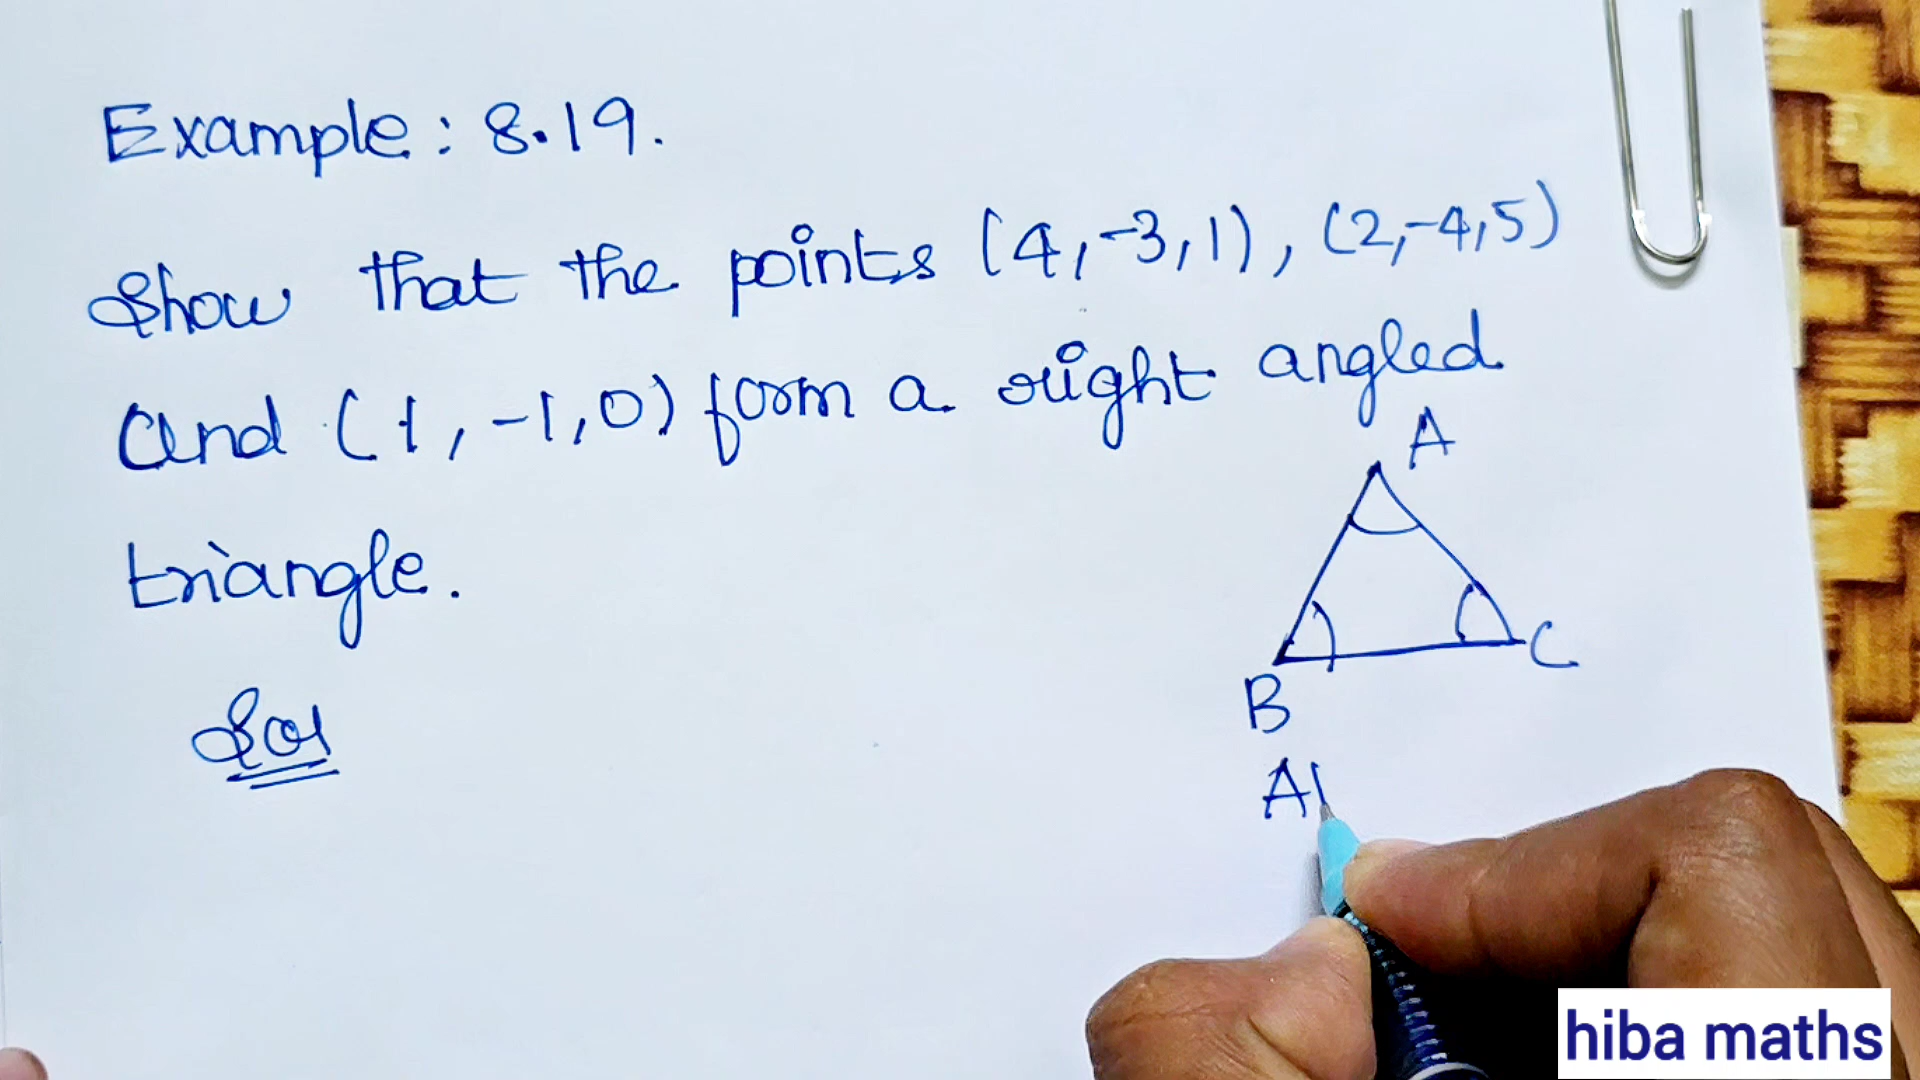 Example: 8.19.
Show that the points (4,-3,1), (2,-4,5)
and (1,-1,0) form a right angled
triangle.
A
B
C
Sol
A
hiba maths